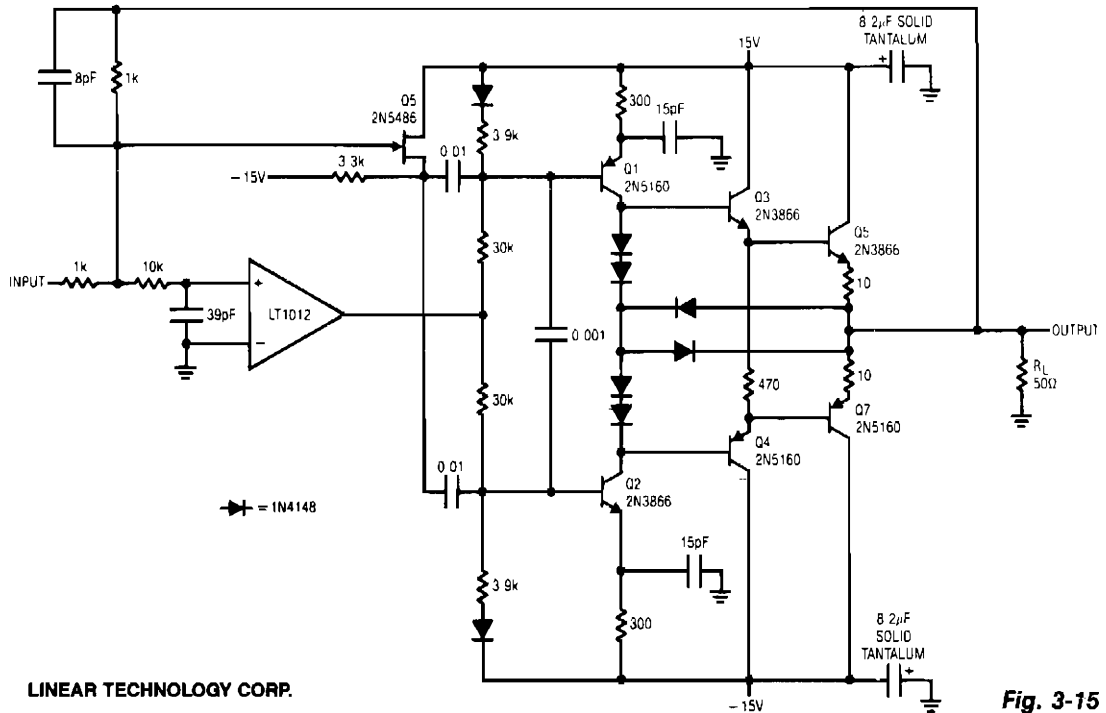 8 2µF SOLID
TANTALUM
+
15V
8pF
1k
Q5
2N5486
300
15pF
3 9k
3.3k
0 01
−15V
Q1
2N5160
Q3
2N3866
Q5
2N3866
30k
10
INPUT
1k
10k
+
LT1012
−
39pF
0 001
OUTPUT
RL
50Ω
470
10
30k
Q7
2N5160
Q4
2N5160
0 01
Q2
2N3866
= 1N4148
15pF
3 9k
300
8 2µF
SOLID
TANTALUM
+
−15V
LINEAR TECHNOLOGY CORP.
Fig. 3-15